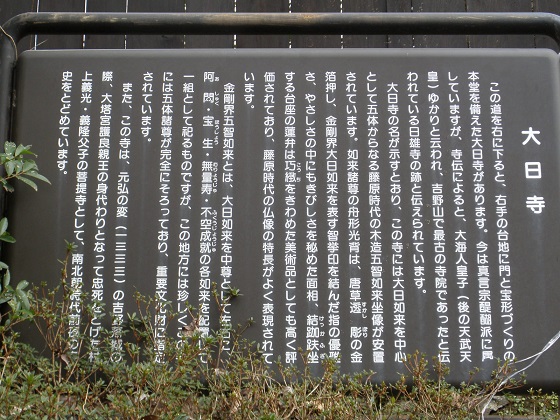 大日寺
この道を右に下ると、右手の台地に門と宝形づくりの
本堂を備えた大日寺があります。今は真言宗醍醐派に属
していますが、寺伝によると、大海人皇子（後の天武天
皇）ゆかりと云われ、吉野山で最古の寺院であったと伝
われている日雄寺の跡と伝えられています。
大日寺の名が示すとおり、この寺には大日如来を中心
として五体からなる藤原時代の木造五智如来坐像が安置
されています。如来諸尊の舟形光背は、唐草透し彫の金
箔押し、金剛界大日如来を表す智拳印を結んだ指の優雅
さ、やさしさの中にもきびしさを秘めた面相、結跏趺坐
する台座の蓮弁は巧緻をきわめた美術品としても高く評
価されており、藤原時代の仏像の特長がよく表現されて
います。
金剛界五智如来とは、大日如来を中尊として左右に、
阿閦・宝生・無量寿・不空成就の各如来を配置して
一組として祀るものですが、この地方には珍しくこの
には五体諸尊が完全にそろっており、重要文化財に指定
されています。
また、この寺は、元弘の変（一三三三）の吉野
際、大塔宮護良親王の身代わりとなって忠死をとげた村
上義光・義隆父子の菩提寺として、南北朝時代前後の
史をとどめています。